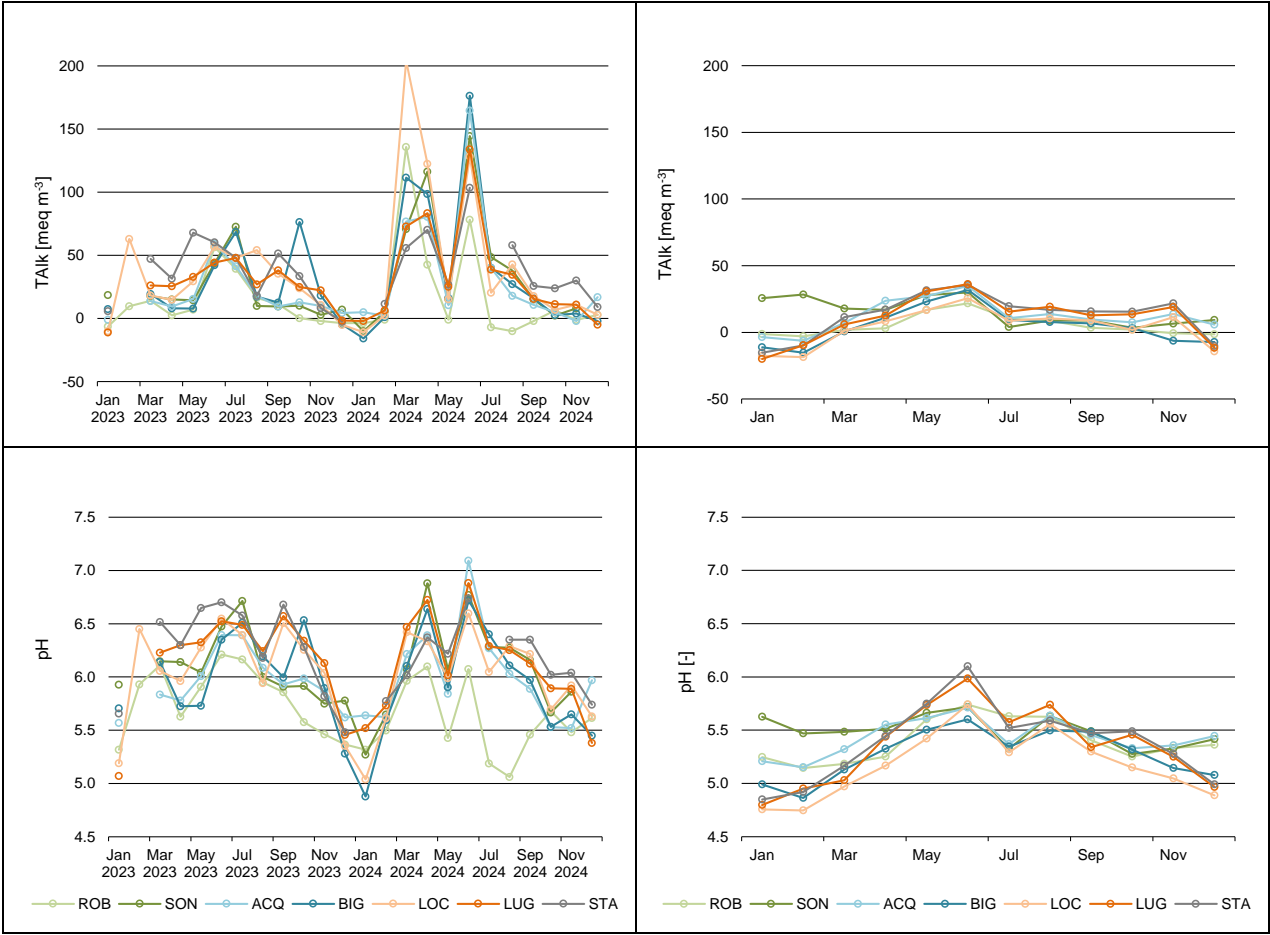 TAlk [meq m-3]
200
150
100
50
0
-50
Jan Mar May Jul Sep Nov Jan Mar May Jul Sep Nov
2023 2023 2023 2023 2023 2023 2024 2024 2024 2024 2024 2024
TAlk [meq m-3]
200
150
100
50
0
-50
Jan Mar May Jul Sep Nov
pH
7.5
7.0
6.5
6.0
5.5
5.0
4.5
Jan Mar May Jul Sep Nov Jan Mar May Jul Sep Nov
2023 2023 2023 2023 2023 2023 2024 2024 2024 2024 2024 2024
ROB SON ACQ BIG LOC LUG STA
pH [-]
7.5
7.0
6.5
6.0
5.5
5.0
4.5
Jan Mar May Jul Sep Nov
ROB SON ACQ BIG LOC LUG STA